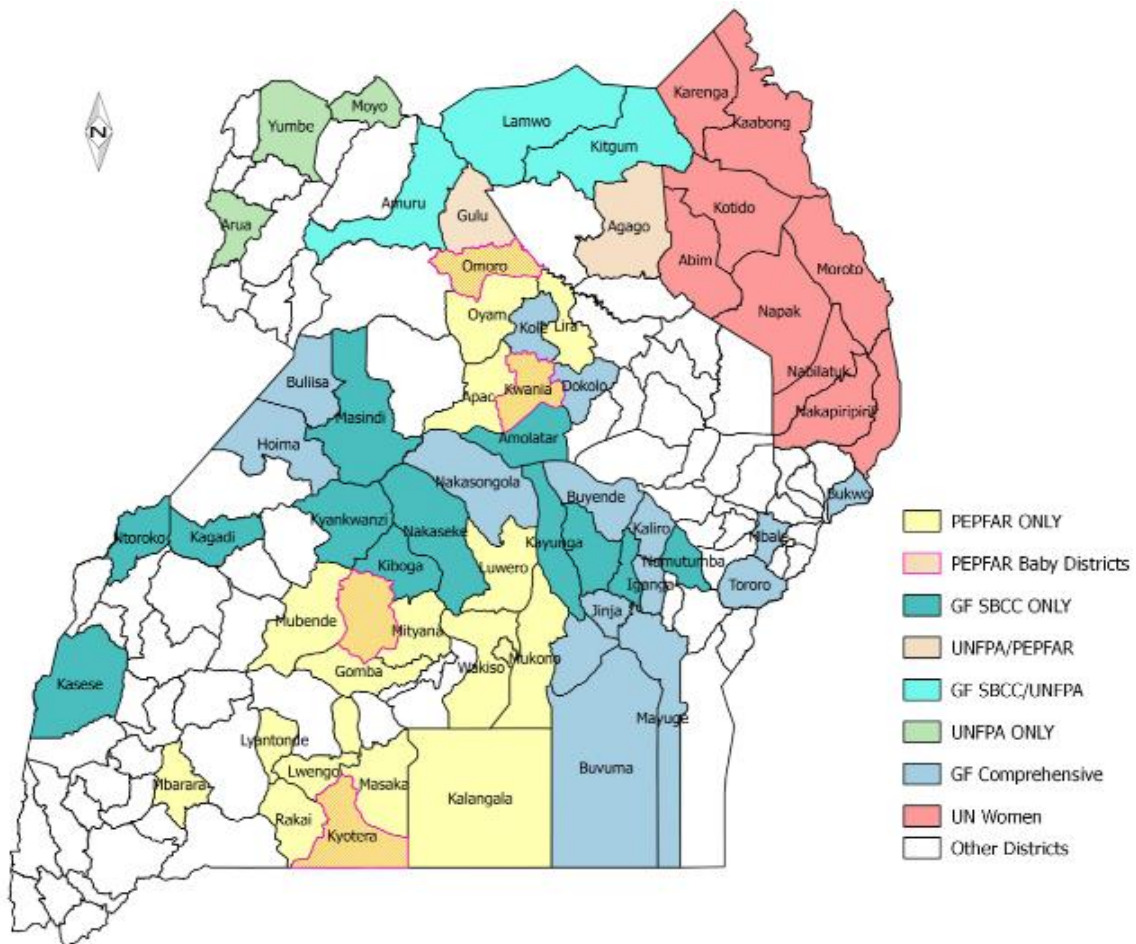 Karenga
Kaabong
Moyo
Yumbe
Lamwo
Kitgum
Amuru
Gulu
Agago
Kotido
Arua
Omoro
Abim
Moroto
Oyam
Napak
Kole
Lira
Buliisa
Kwania
Dokolo
Nabilatuk
Apac
Masindi
Nakapiripirit
Amolatar
Hoima
Nakasongola
Buyende
Bukwo
Kyankwanzi
Nakaseke
Kaliro
Ntoroko
Kagadi
Kayunga
Mbale
Namutumba
Kiboga
Luwero
Iganga
Tororo
Jinja
Mubende
Mityana
Gomba
Wakiso
Mukono
Kasese
Mayuge
Lyantonde
Buvuma
Lwengo
Masaka
Mbarara
Kalangala
Rakai
Kyotera
N
PEPFAR ONLY
PEPFAR Baby Districts
GF SBCC ONLY
UNFPA/PEPFAR
GF SBCC/UNFPA
UNFPA ONLY
GF Comprehensive
UN Women
Other Districts